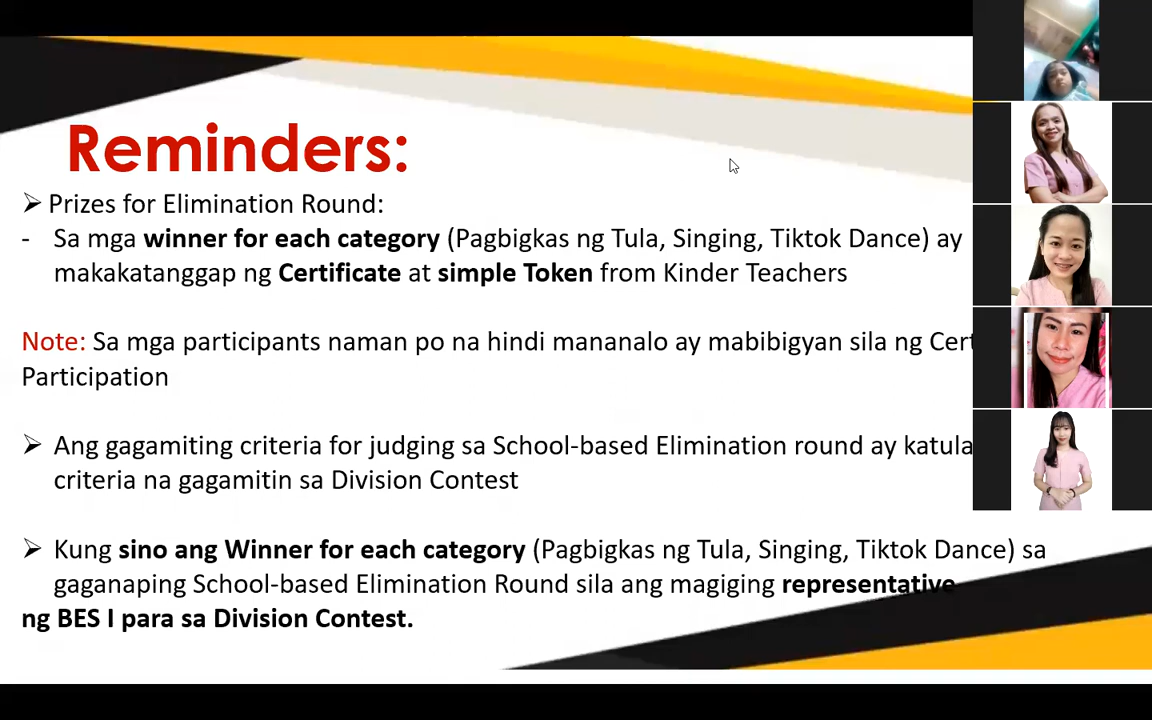 Reminders:
➢ Prizes for Elimination Round:
- Sa mga winner for each category (Pagbigkas ng Tula, Singing, Tiktok Dance) ay
makakatanggap ng Certificate at simple Token from Kinder Teachers
Note: Sa mga participants naman po na hindi mananalo ay mabibigyan sila ng
Participation
➢ Ang gagamiting criteria for judging sa School-based Elimination round ay
criteria na gagamitin sa Division Contest
➢ Kung sino ang Winner for each category (Pagbigkas ng Tula, Singing, Tiktok Dance) sa
gaganaping School-based Elimination Round sila ang magiging representative
ng BES I para sa Division Contest.